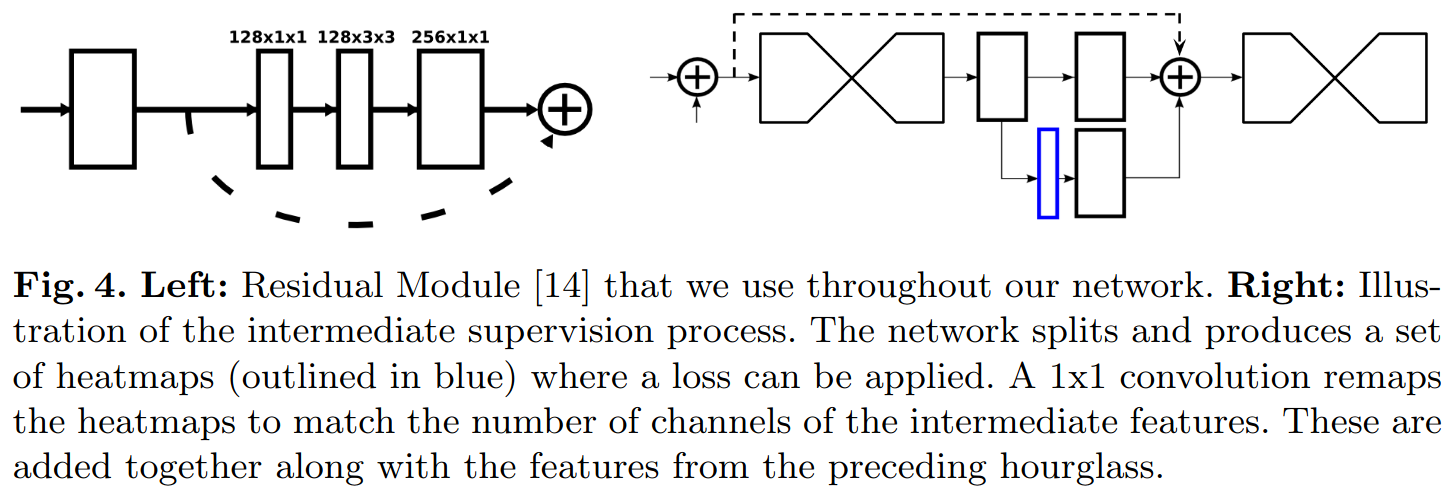 128x1x1 128x3x3 256x1x1
Fig. 4. Left: Residual Module [14] that we use throughout our network. Right: Illus-
tration of the intermediate supervision process. The network splits and produces a set
of heatmaps (outlined in blue) where a loss can be applied. A 1x1 convolution remaps
the heatmaps to match the number of channels of the intermediate features. These are
added together along with the features from the preceding hourglass.